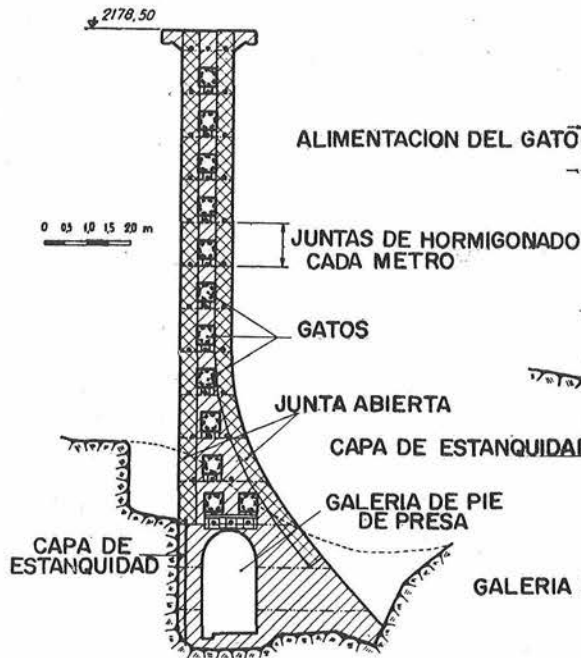 2178,50
ALIMENTACION DEL GATO
0 0,5 1,0 1,5 2,0 m
JUNTAS DE HORMIGONADO
CADA METRO
GATOS
JUNTA ABIERTA
CAPA DE ESTANQUIDAD
GALERIA DE PIE
DE PRESA
CAPA DE
ESTANQUIDAD
GALERIA